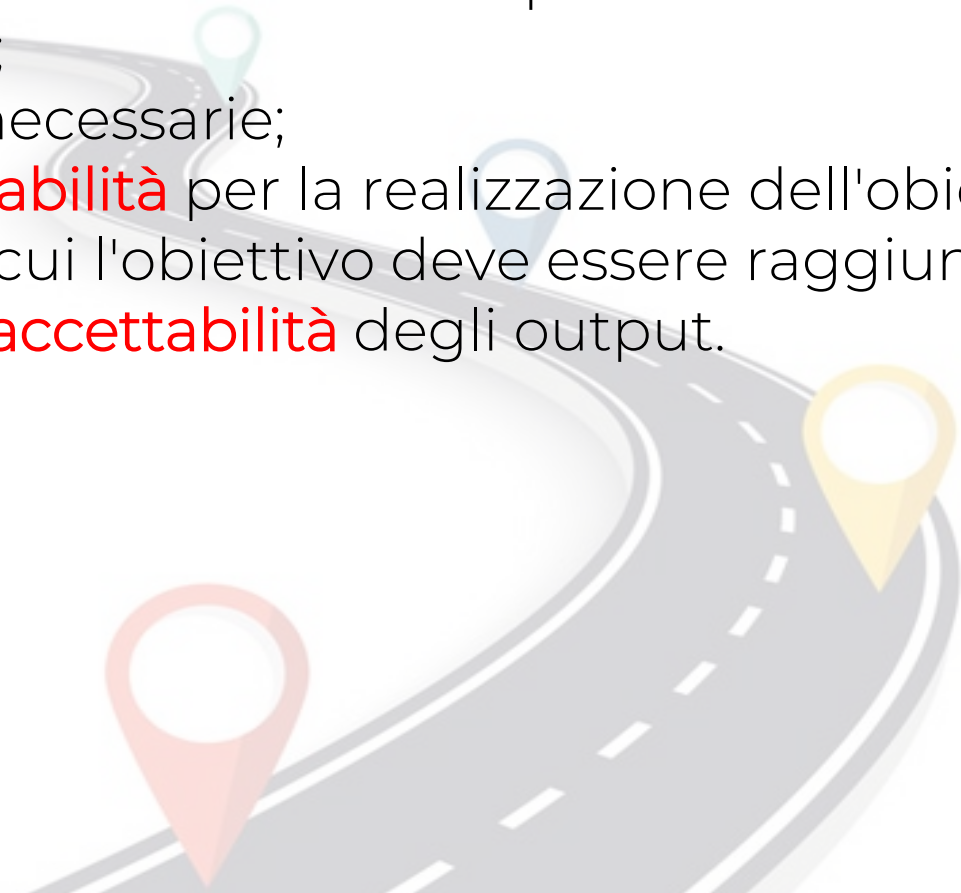 ;
necessarie;
abilità per la realizzazione dell'obi
cui l'obiettivo deve essere raggiun
accettabilità degli output.